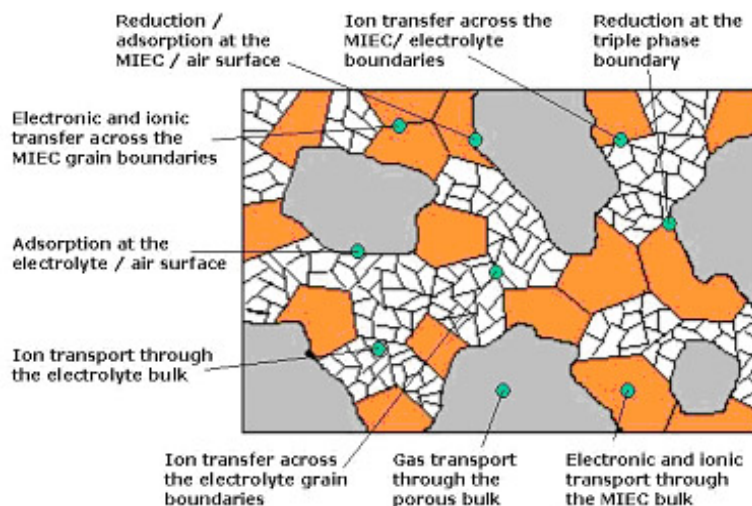 Reduction /
adsorption at the
MIEC / air surface
Ion transfer across the
MIEC/ electrolyte
boundaries
Reduction at the
triple phase
boundary
Electronic and ionic
transfer across the
MIEC grain boundaries
Adsorption at the
electrolyte / air surface
Ion transport through
the electrolyte bulk
Ion transfer across
the electrolyte grain
boundaries
Gas transport
through the
porous bulk
Electronic and ionic
transport through
the MIEC bulk